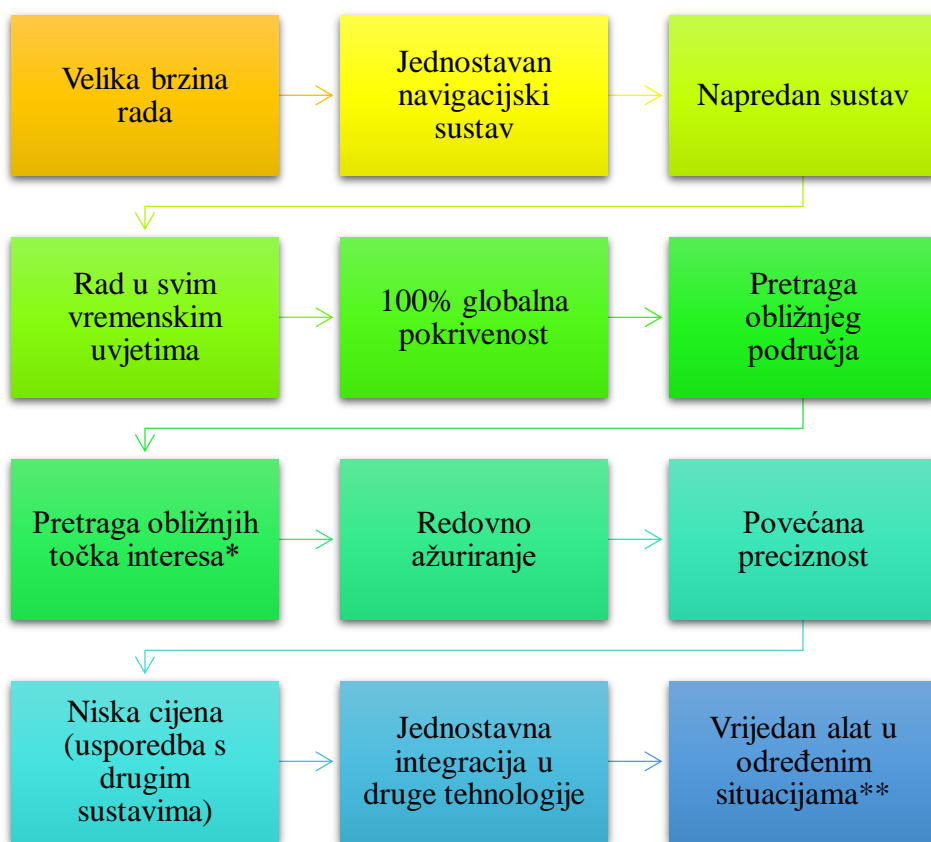 Velika brzina
rada
Jednostavan
navigacijski
sustav
Napredan sustav
Rad u svim
vremenskim
uvjetima
100% globalna
pokrivenost
Pretraga
obližnjeg
područja
Pretraga obližnjih
točka interesa*
Redovno
ažuriranje
Povećana
preciznost
Niska cijena
(usporedba s
drugim
sustavima)
Jednostavna
integracija u
druge tehnologije
Vrijedan alat u
određenim
situacijama**